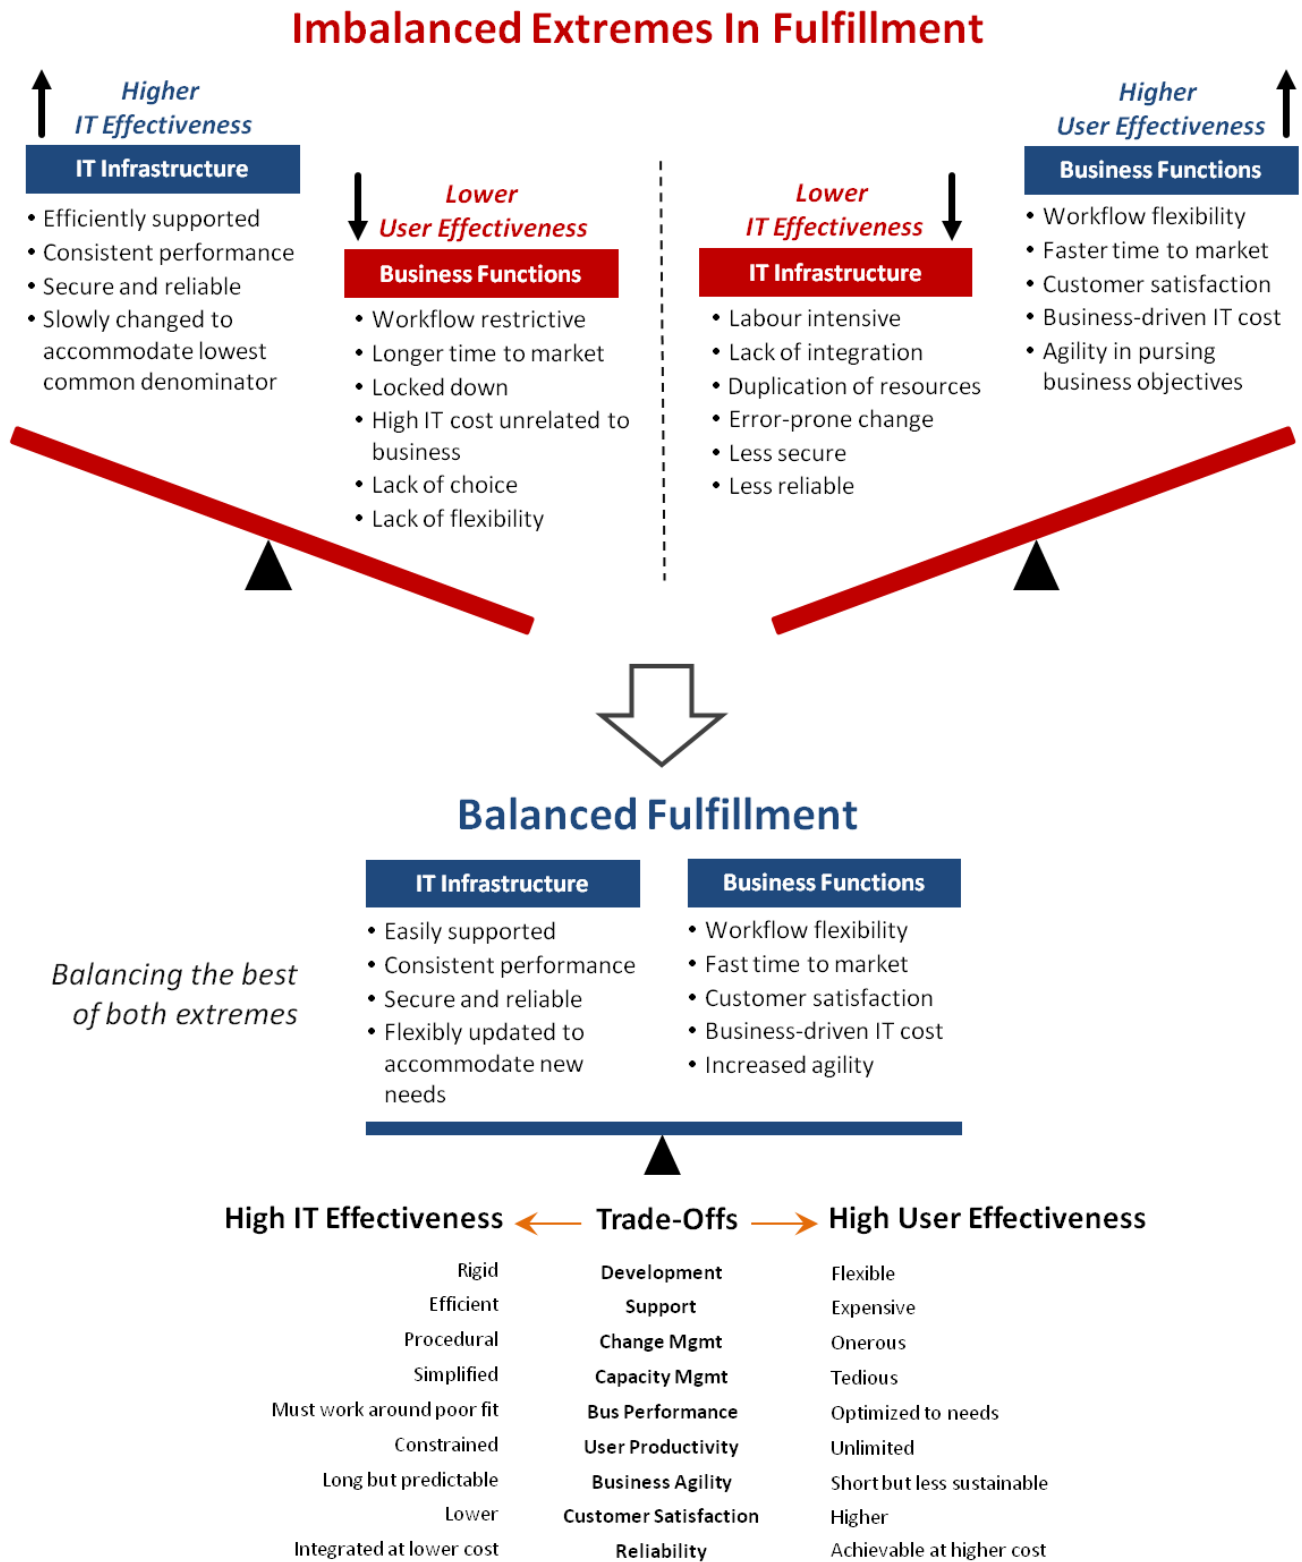 Imbalanced Extremes In Fulfillment
Higher
IT Effectiveness
IT Infrastructure
• Efficiently supported
• Consistent performance
• Secure and reliable
• Slowly changed to
accommodate lowest
common denominator
Lower
User Effectiveness
Business Functions
• Workflow restrictive
• Longer time to market
• Locked down
• High IT cost unrelated to
business
• Lack of choice
• Lack of flexibility
Lower
IT Effectiveness
IT Infrastructure
• Labour intensive
• Lack of integration
• Duplication of resources
• Error-prone change
• Less secure
• Less reliable
Higher
User Effectiveness
Business Functions
• Workflow flexibility
• Faster time to market
• Customer satisfaction
• Business-driven IT cost
• Agility in pursing
business objectives
Balanced Fulfillment
Balancing the best
of both extremes
IT Infrastructure
• Easily supported
• Consistent performance
• Secure and reliable
• Flexibly updated to
accommodate new
needs
Business Functions
• Workflow flexibility
• Fast time to market
• Customer satisfaction
• Business-driven IT cost
• Increased agility
High IT Effectiveness Trade-Offs High User Effectiveness
Rigid Development Flexible
Efficient Support Expensive
Procedural Change Mgmt Onerous
Simplified Capacity Mgmt Tedious
Must work around poor fit Bus Performance Optimized to needs
Constrained User Productivity Unlimited
Long but predictable Business Agility Short but less sustainable
Lower Customer Satisfaction Higher
Integrated at lower cost Reliability Achievable at higher cost